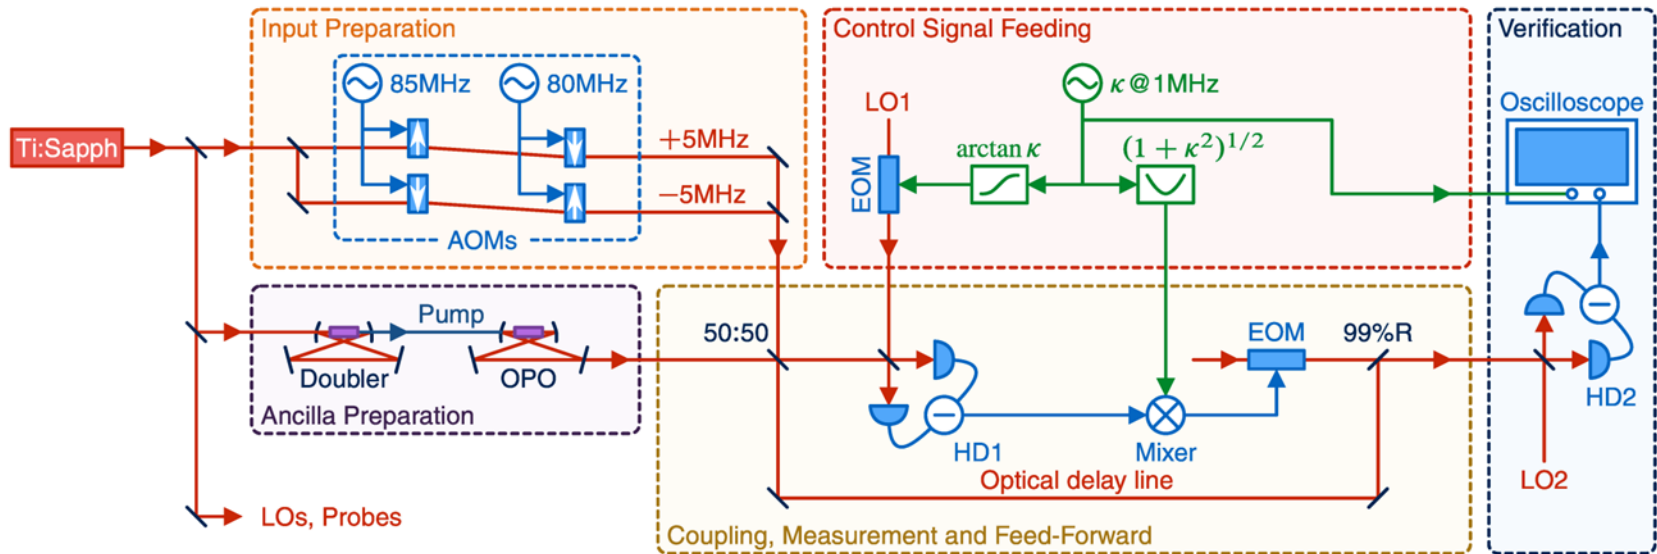 Input Preparation
85MHz
80MHz
AOMs
+5MHz
−5MHz
Ti:Sapph
Control Signal Feeding
LO1
EOM
arctan κ
κ@1MHz
(1 + κ²)^{1/2}
Verification
Oscilloscope
HD2
LO2
Pump
Doubler
OPO
Ancilla Preparation
LOs, Probes
50:50
HD1
Mixer
EOM
99%R
Optical delay line
Coupling, Measurement and Feed-Forward